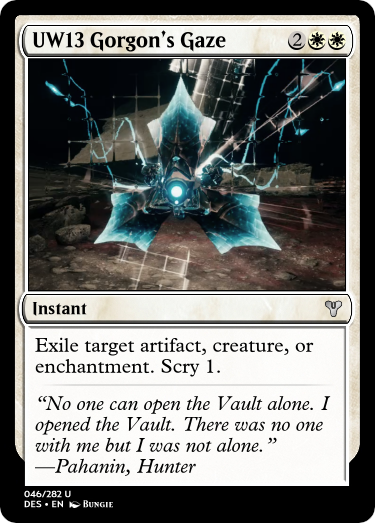 UW13 Gorgon's Gaze 2
Instant
Exile target artifact, creature, or
enchantment. Scry 1.
“No one can open the Vault alone. I
opened the Vault. There was no one
with me but I was not alone.”
—Pahanin, Hunter
046/282 U
DES • EN Bungie